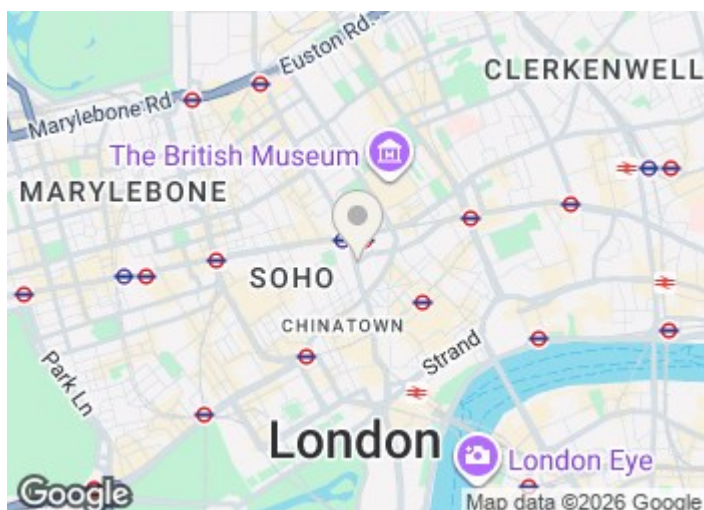 Euston Rd.
CLERKENWELL
Marylebone Rd
The British Museum
MARYLEBONE
SOHO
CHINATOWN
Park Ln
Strand
London
London Eye
Google
Map data ©2026 Google